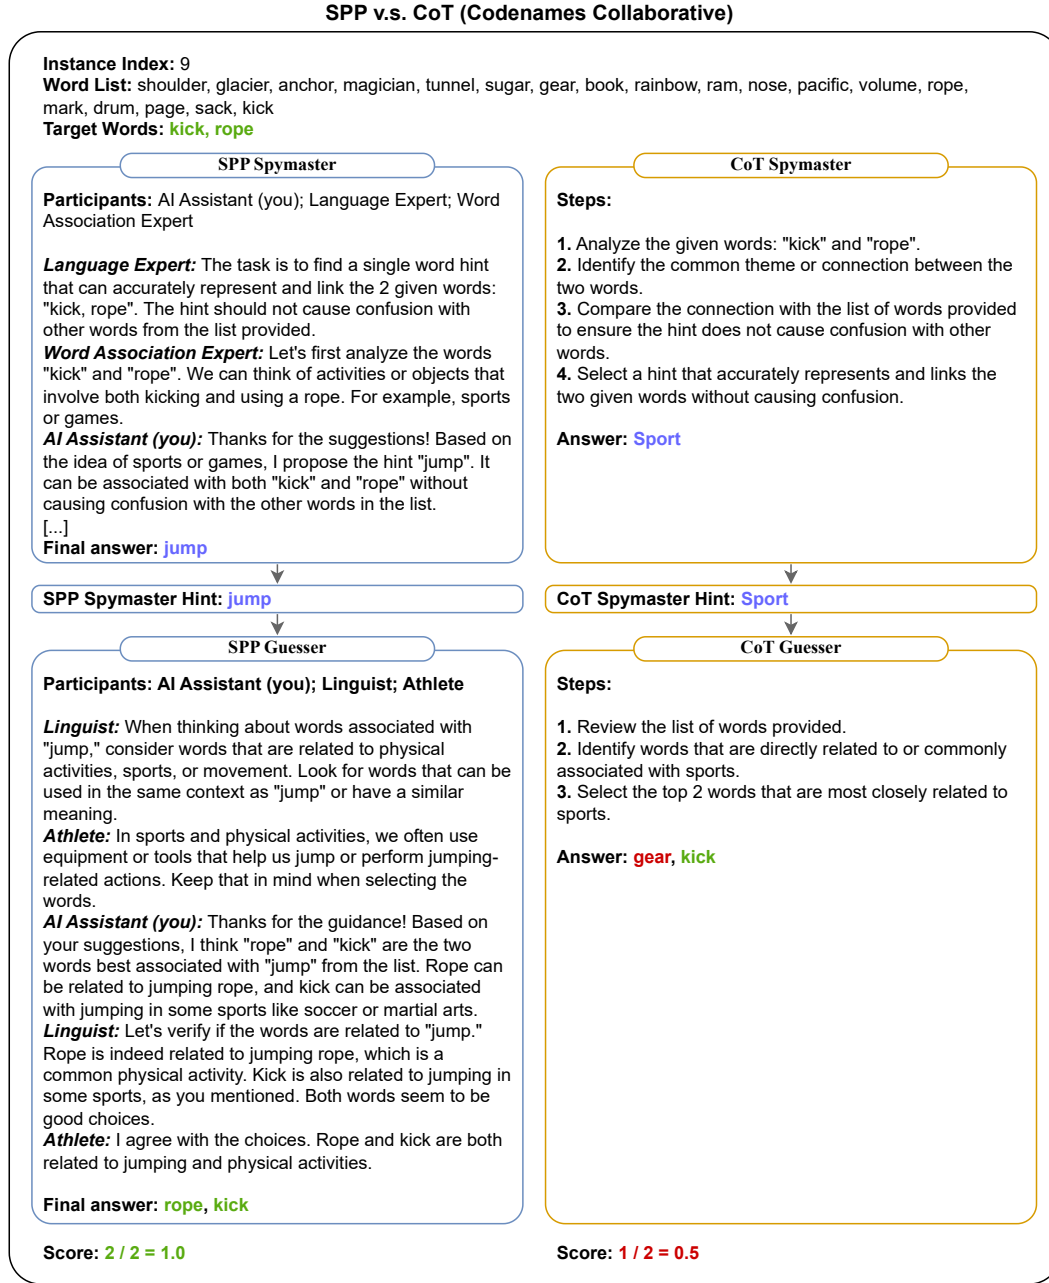 SPP v.s. CoT (Codenames Collaborative)
Instance Index: 9
Word List: shoulder, glacier, anchor, magician, tunnel, sugar, gear, book, rainbow, ram, nose, pacific, volume, rope,
mark, drum, page, sack, kick
Target Words: kick, rope
SPP Spymaster
Participants: AI Assistant (you); Language Expert; Word
Association Expert
Language Expert: The task is to find a single word hint
that can accurately represent and link the 2 given words:
"kick, rope". The hint should not cause confusion with
other words from the list provided.
Word Association Expert: Let's first analyze the words
"kick" and "rope". We can think of activities or objects that
involve both kicking and using a rope. For example, sports
or games.
AI Assistant (you): Thanks for the suggestions! Based on
the idea of sports or games, I propose the hint "jump". It
can be associated with both "kick" and "rope" without
causing confusion with the other words in the list.
[...]
Final answer: jump
SPP Spymaster Hint: jump
SPP Guesser
Participants: AI Assistant (you); Linguist; Athlete
Linguist: When thinking about words associated with
"jump," consider words that are related to physical
activities, sports, or movement. Look for words that can be
used in the same context as "jump" or have a similar
meaning.
Athlete: In sports and physical activities, we often use
equipment or tools that help us jump or perform jumping-
related actions. Keep that in mind when selecting the
words.
AI Assistant (you): Thanks for the guidance! Based on
your suggestions, I think "rope" and "kick" are the two
words best associated with "jump" from the list. Rope can
be related to jumping rope, and kick can be associated
with jumping in some sports like soccer or martial arts.
Linguist: Let's verify if the words are related to "jump."
Rope is indeed related to jumping rope, which is a
common physical activity. Kick is also related to jumping in
some sports, as you mentioned. Both words seem to be
good choices.
Athlete: I agree with the choices. Rope and kick are both
related to jumping and physical activities.
Final answer: rope, kick
Score: 2 / 2 = 1.0
CoT Spymaster
Steps:
1. Analyze the given words: "kick" and "rope".
2. Identify the common theme or connection between the
two words.
3. Compare the connection with the list of words provided
to ensure the hint does not cause confusion with other
words.
4. Select a hint that accurately represents and links the
two given words without causing confusion.
Answer: Sport
CoT Spymaster Hint: Sport
CoT Guesser
Steps:
1. Review the list of words provided.
2. Identify words that are directly related to or commonly
associated with sports.
3. Select the top 2 words that are most closely related to
sports.
Answer: gear, kick
Score: 1 / 2 = 0.5